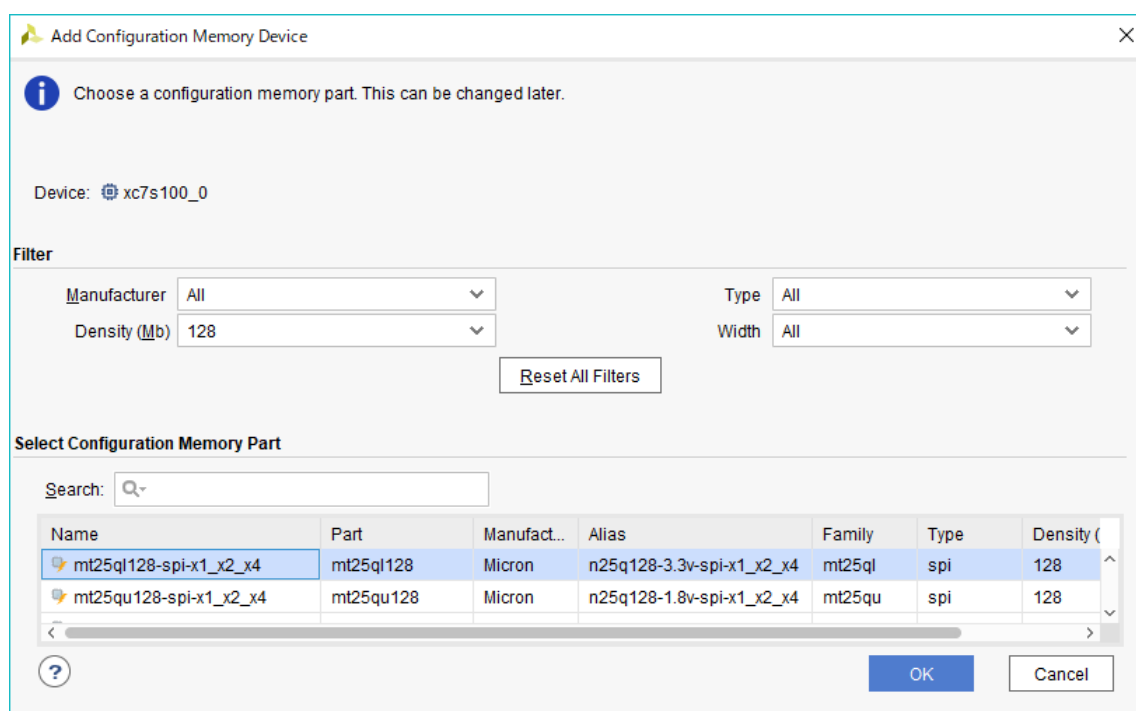 Add Configuration Memory Device
Choose a configuration memory part. This can be changed later.
Device: xc7s100_0
Filter
Manufacturer All Type All
Density (Mb) 128 Width All
Reset All Filters
Select Configuration Memory Part
Search:
Name Part Manufact... Alias Family Type Density (
mt25ql128-spi-x1_x2_x4 mt25ql128 Micron n25q128-3.3v-spi-x1_x2_x4 mt25ql spi 128
mt25qu128-spi-x1_x2_x4 mt25qu128 Micron n25q128-1.8v-spi-x1_x2_x4 mt25qu spi 128
? OK Cancel